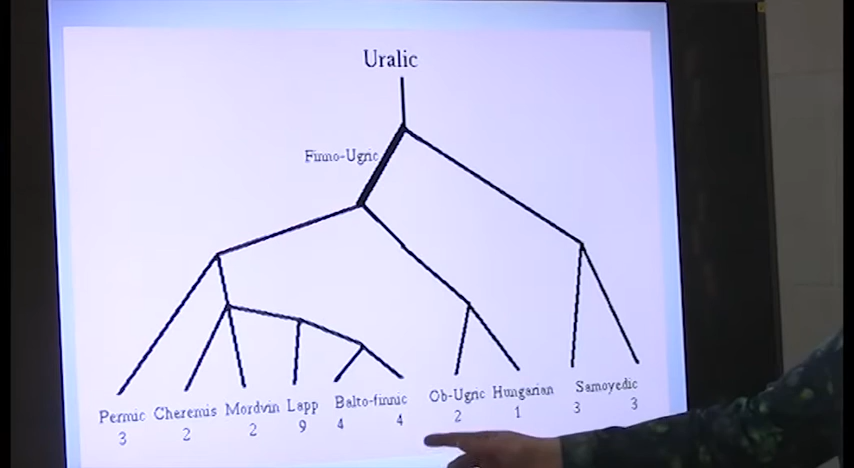 Uralic
Finno-Ugric
Permic Cheremis Mordvin Lapp Balto-finnic Ob-Ugric Hungarian Samoyedic
3 2 2 9 4 4 2 1 3 3